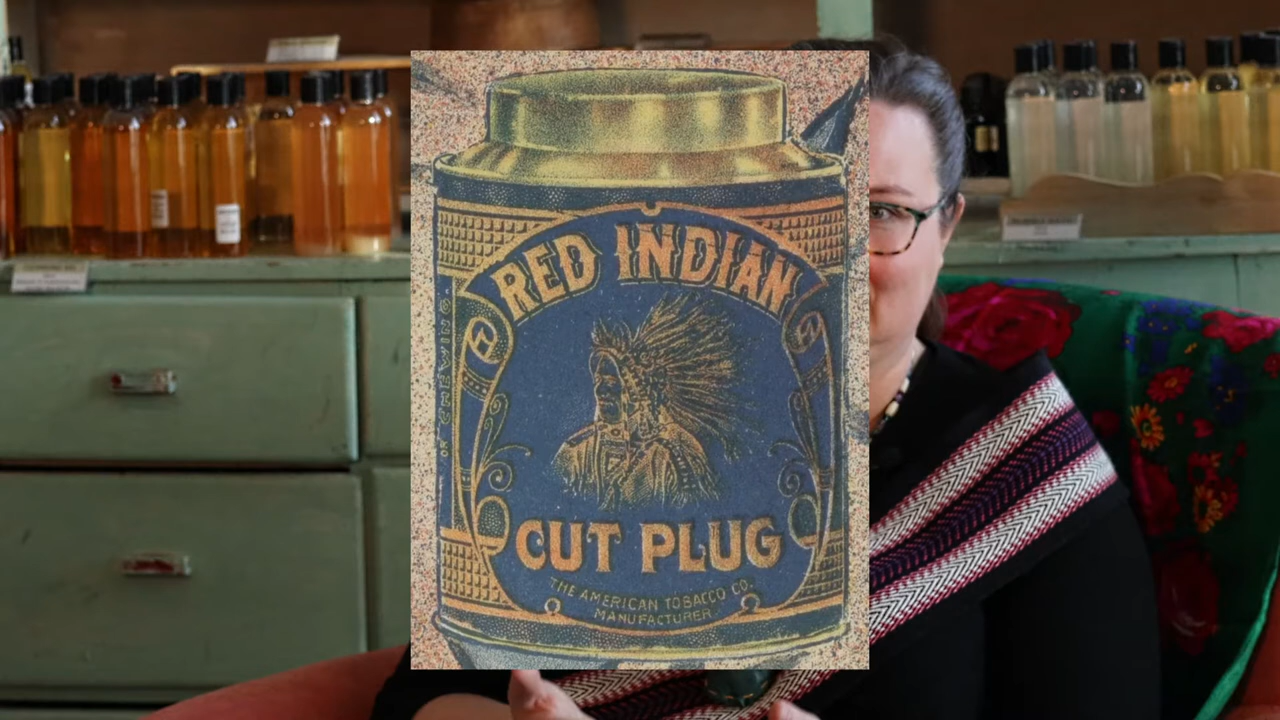 RED INDIAN
CUT PLUG
THE AMERICAN TOBACCO CO.
MANUFACTURER